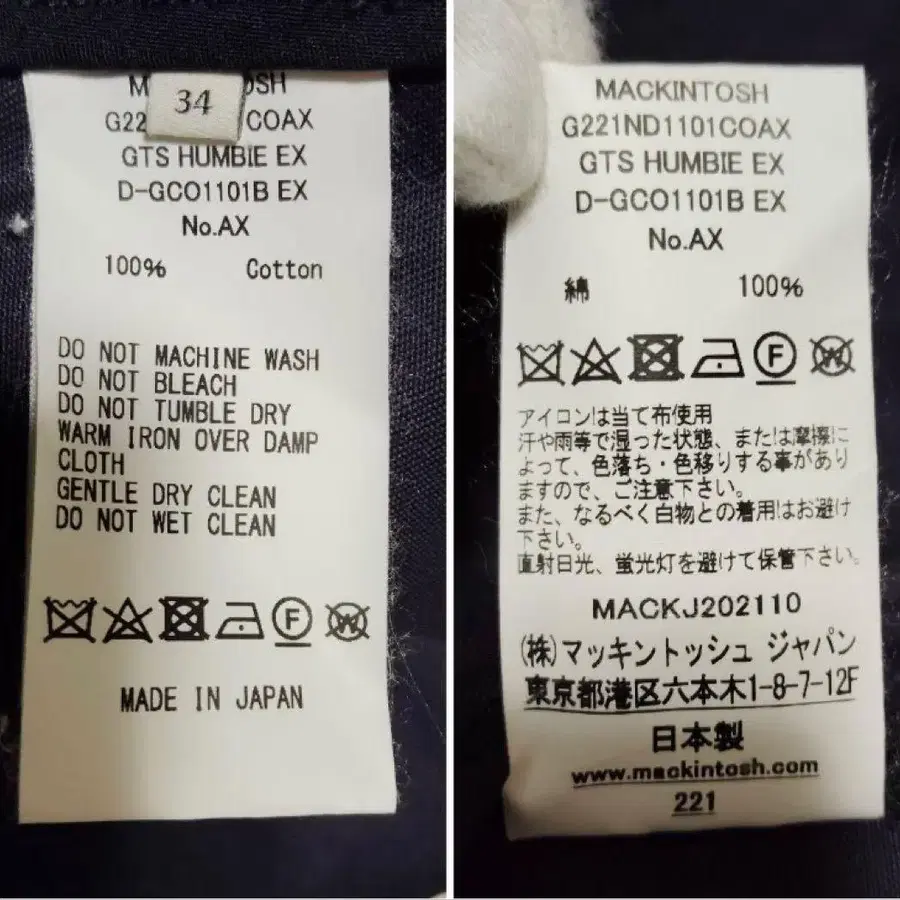 34
G22 COAX
GTS HUMBIE EX
D-GCO1101B EX
No.AX
100% Cotton
DO NOT MACHINE WASH
DO NOT BLEACH
DO NOT TUMBLE DRY
WARM IRON OVER DAMP
CLOTH
GENTLE DRY CLEAN
DO NOT WET CLEAN
F W
MADE IN JAPAN
MACKINTOSH
G221ND1101COAX
GTS HUMBIE EX
D-GCO1101B EX
No.AX
綿 100%
F W
アイロンは当て布使用
汗や雨等で湿った状態、または摩擦に
よって、色落ち・色移りする事があり
ますので、ご注意下さい。
また、なるべく白物との着用はお避け
下さい。
直射日光、蛍光灯を避けて保管下さい。
MACKJ202110
(株)マッキントッシュ ジャパン
東京都港区六本木1-8-7-12F
日本製
www.mackintosh.com
221